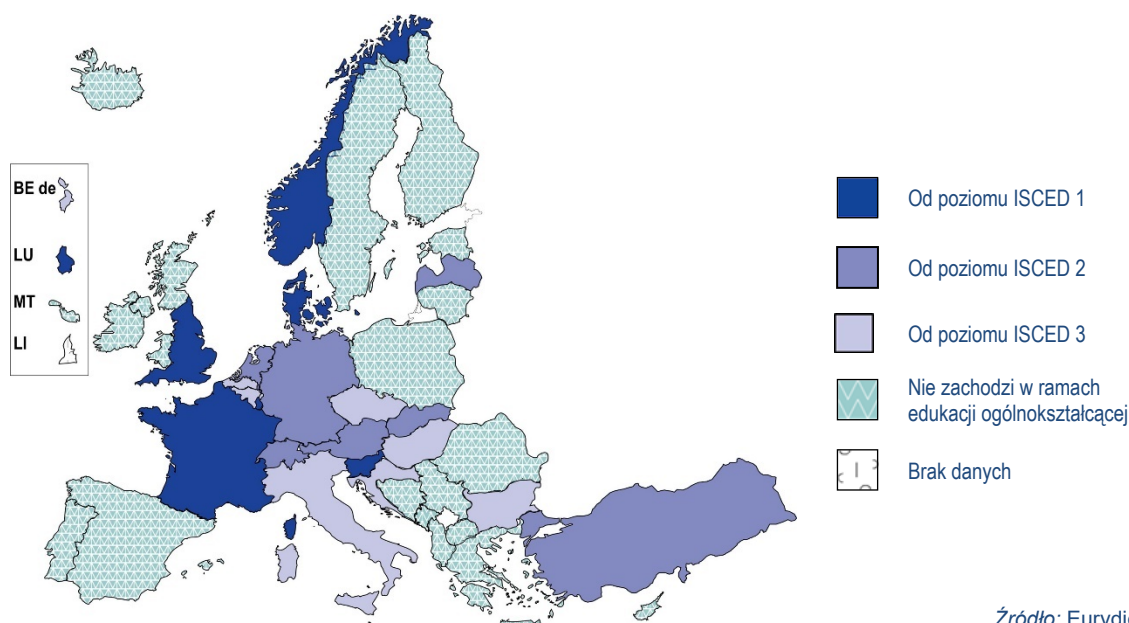 BE de
LU
MT
LI
Od poziomu ISCED 1
Od poziomu ISCED 2
Od poziomu ISCED 3
Nie zachodzi w ramach
edukacji ogólnokształcącej
Brak danych
Źródło: Eurydic